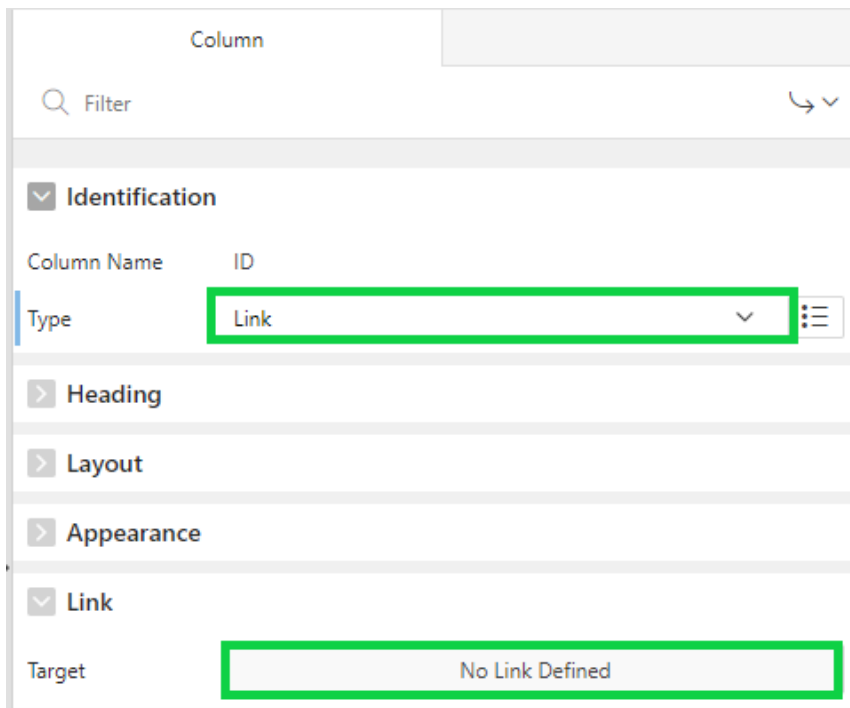 Column
Filter
Identification
Column Name ID
Type Link
Heading
Layout
Appearance
Link
Target No Link Defined